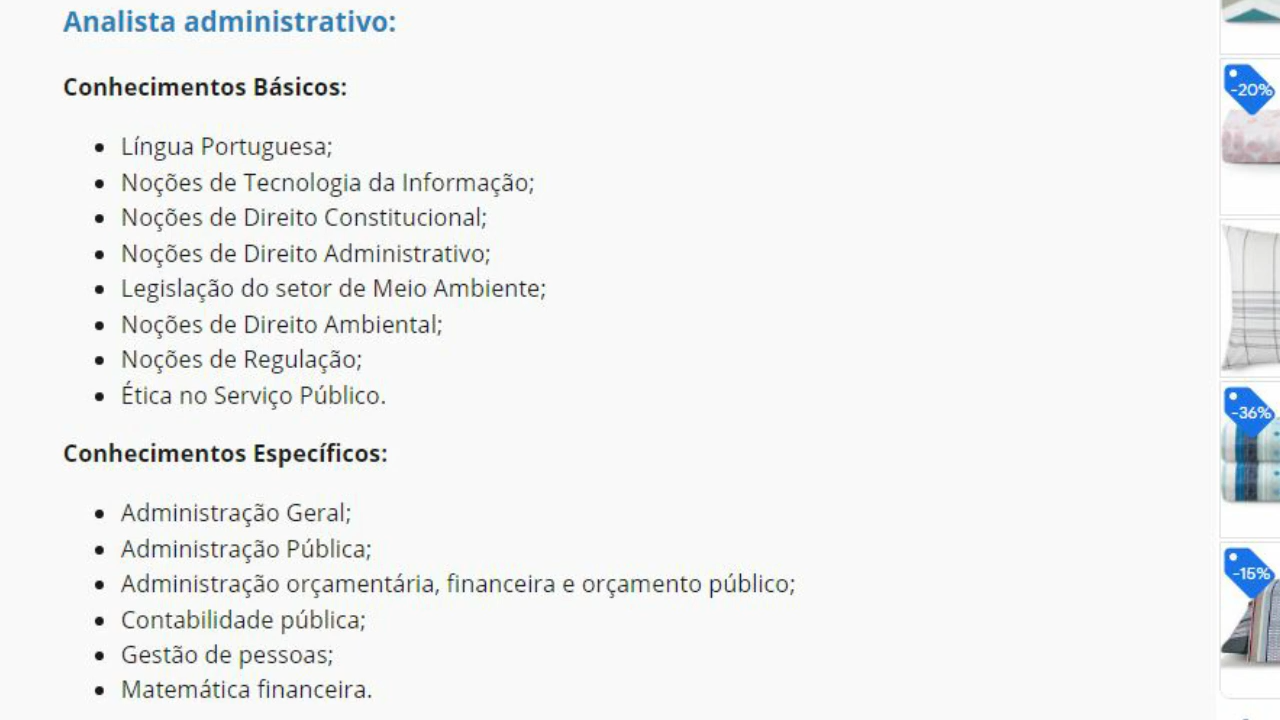 Analista administrativo:
Conhecimentos Básicos:
Língua Portuguesa;
Noções de Tecnologia da Informação;
Noções de Direito Constitucional;
Noções de Direito Administrativo;
Legislação do setor de Meio Ambiente;
Noções de Direito Ambiental;
Noções de Regulação;
Ética no Serviço Público.
Conhecimentos Específicos:
Administração Geral;
Administração Pública;
Administração orçamentária, financeira e orçamento público;
Contabilidade pública;
Gestão de pessoas;
Matemática financeira.
-20%
-36%
-15%